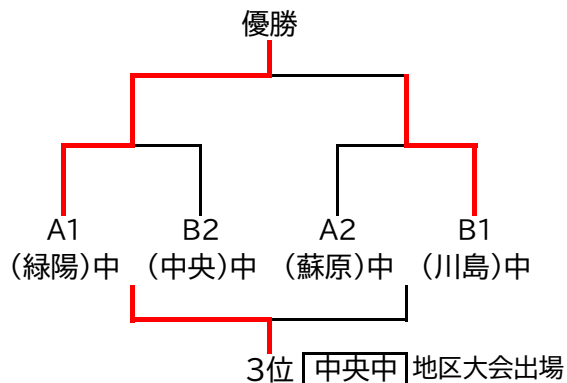 優勝
A1 B2 A2 B1
(緑陽)中 (中央)中 (蘇原)中 (川島)中
3位 中央中 地区大会出場